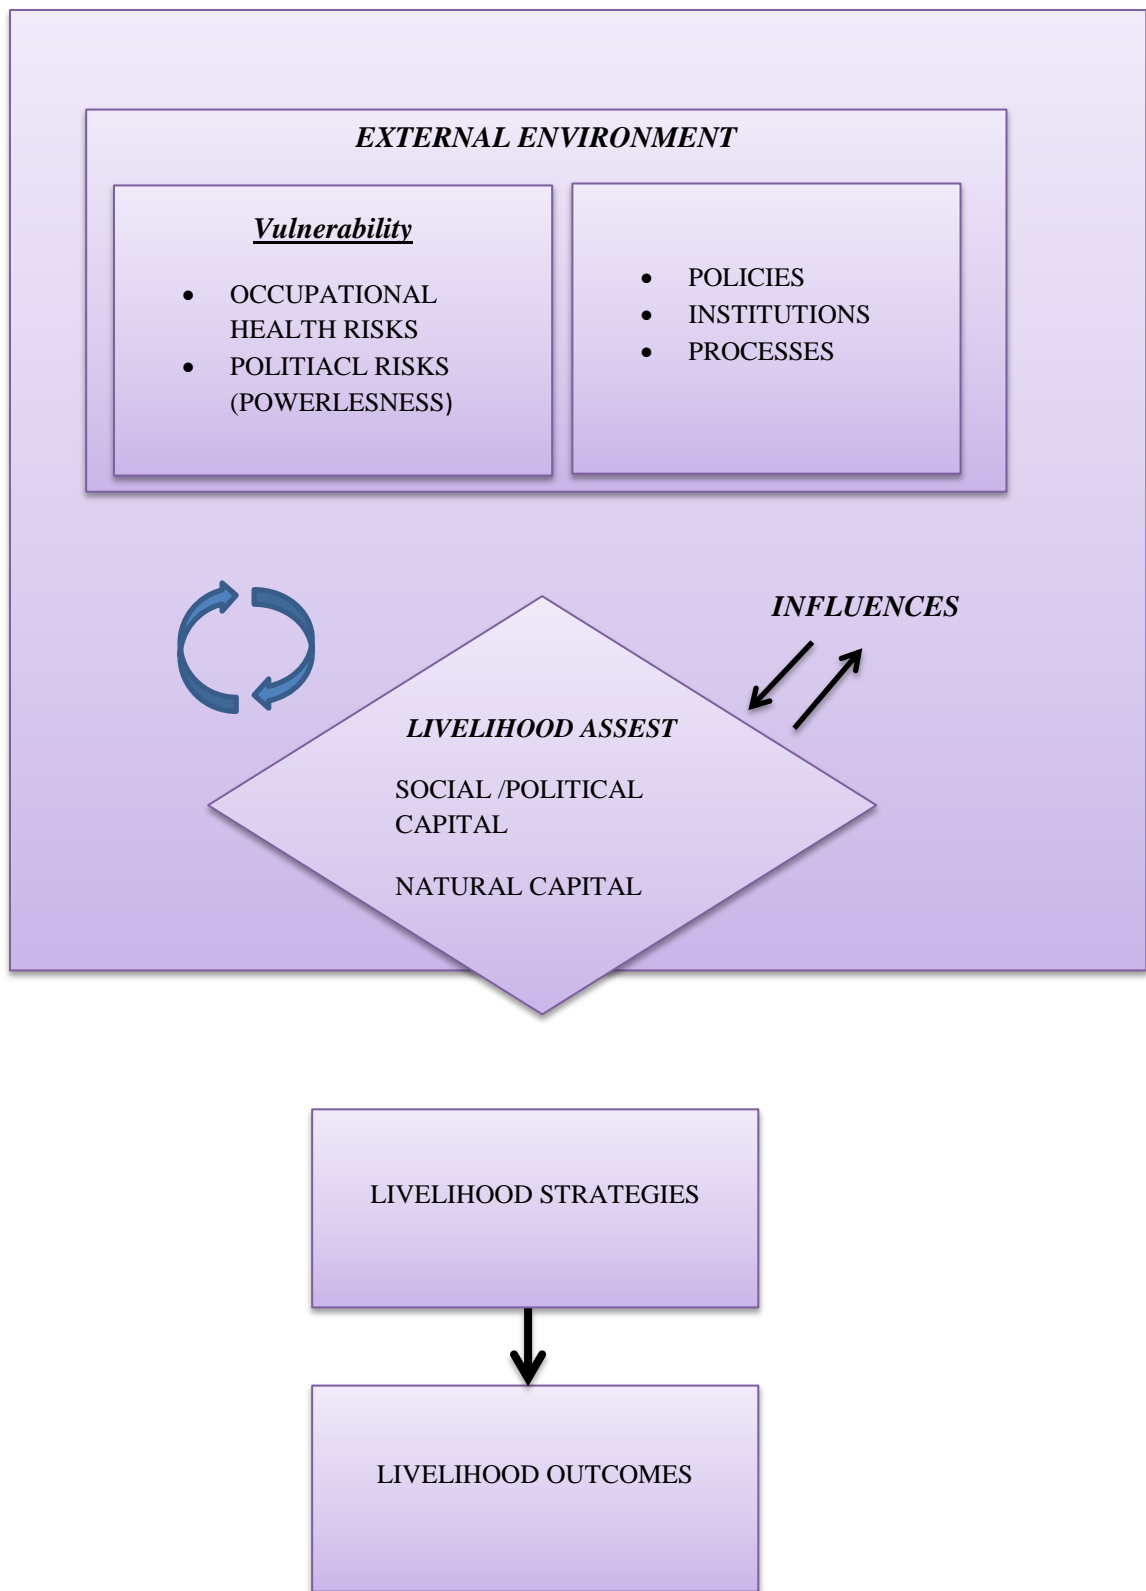 EXTERNAL ENVIRONMENT
Vulnerability
• OCCUPATIONAL
HEALTH RISKS
• POLITIACL RISKS
(POWERLESNESS)
• POLICIES
• INSTITUTIONS
• PROCESSES
INFLUENCES
LIVELIHOOD ASSEST
SOCIAL /POLITICAL
CAPITAL
NATURAL CAPITAL
LIVELIHOOD STRATEGIES
LIVELIHOOD OUTCOMES